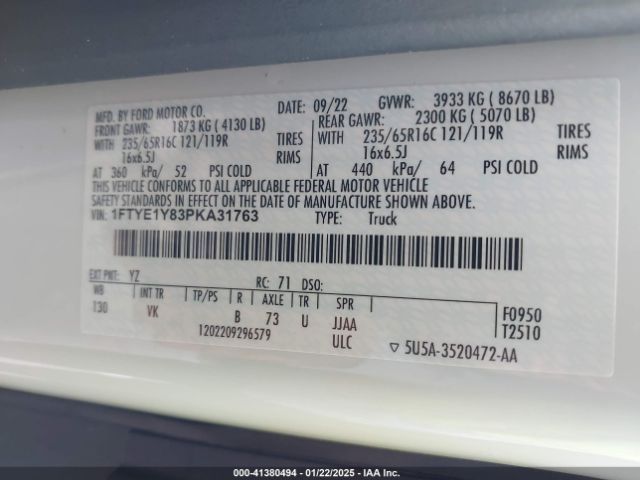 MFD. BY FORD MOTOR CO.
DATE: 09/22 GVWR: 3933 KG ( 8670 LB)
FRONT GAWR: 1873 KG ( 4130 LB) REAR GAWR: 2300 KG ( 5070 LB)
WITH 235/65R16C 121/119R TIRES WITH 235/65R16C 121/119R TIRES
16x6.5J RIMS 16x6.5J RIMS
AT 360 kPa/ 52 PSI COLD AT 440 kPa/ 64 PSI COLD
THIS VEHICLE CONFORMS TO ALL APPLICABLE FEDERAL MOTOR VEHICLE
SAFETY STANDARDS IN EFFECT ON THE DATE OF MANUFACTURE SHOWN ABOVE.
VIN: 1FTYE1Y83PKA31763 TYPE: Truck
EXT PNT: YZ RC: 71 DSO:
WB INT TR TP/PS R AXLE TR SPR
130 VK B 73 U JJAA
F0950
T2510
1202209296579 ULC
▽ 5U5A-3520472-AA
000-41380494 - 01/22/2025 - IAA Inc.